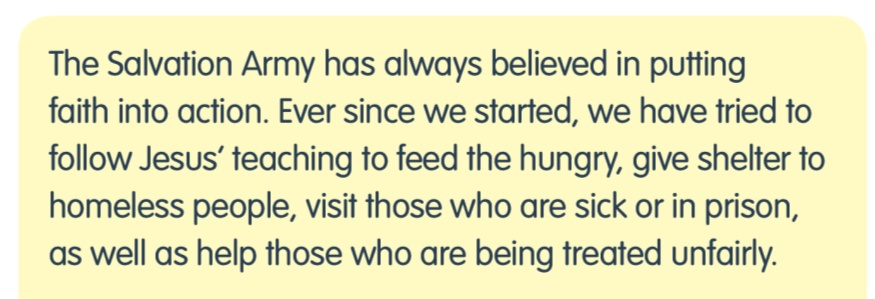 The Salvation Army has always believed in putting
faith into action. Ever since we started, we have tried to
follow Jesus’ teaching to feed the hungry, give shelter to
homeless people, visit those who are sick or in prison,
as well as help those who are being treated unfairly.